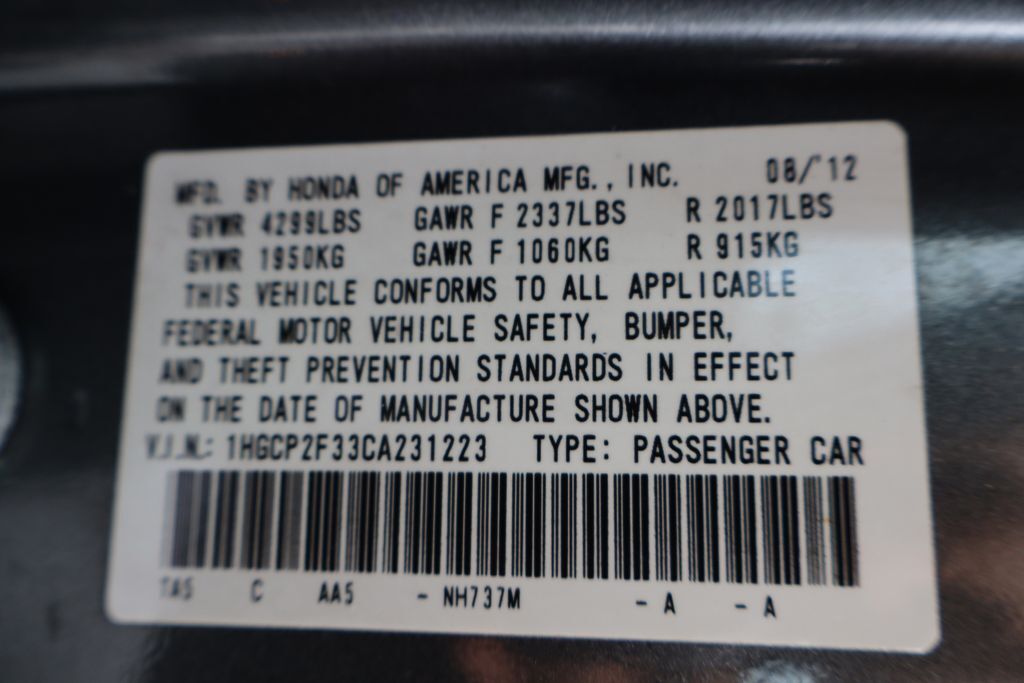 MFD. BY HONDA OF AMERICA MFG., INC. 08/'12
GVWR 4299LBS GAWR F 2337LBS R 2017LBS
GVWR 1950KG GAWR F 1060KG R 915KG
THIS VEHICLE CONFORMS TO ALL APPLICABLE
FEDERAL MOTOR VEHICLE SAFETY, BUMPER,
AND THEFT PREVENTION STANDARDS IN EFFECT
ON THE DATE OF MANUFACTURE SHOWN ABOVE.
V.I.N.: 1HGCP2F33CA231223 TYPE: PASSENGER CAR
TA5 C AA5 - NH737M - A - A